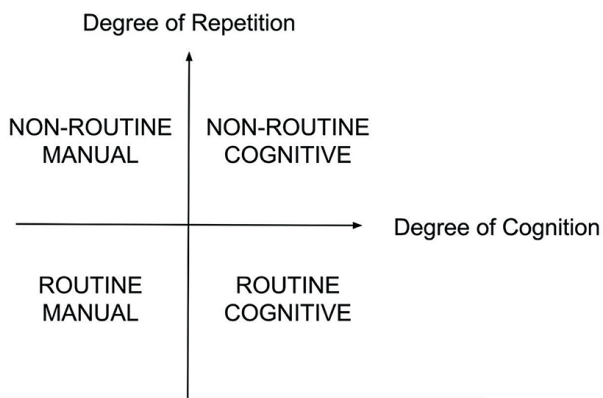 Degree of Repetition
NON-ROUTINE
MANUAL
NON-ROUTINE
COGNITIVE
Degree of Cognition
ROUTINE
MANUAL
ROUTINE
COGNITIVE